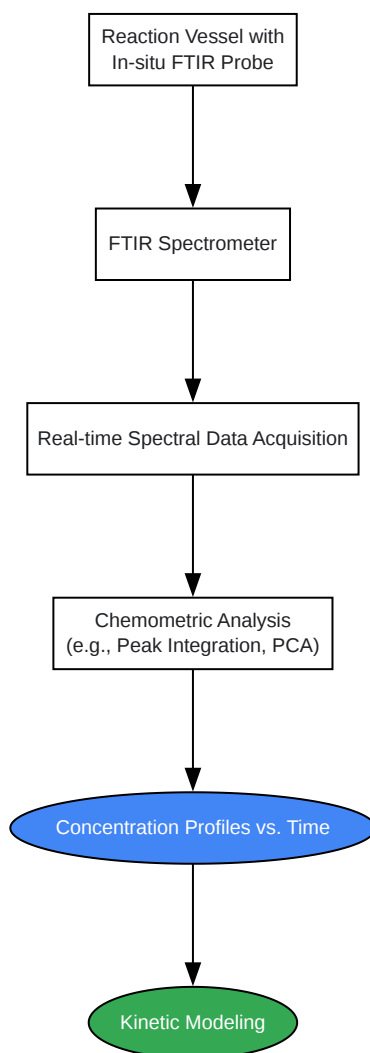 Reaction Vessel with
In-situ FTIR Probe
FTIR Spectrometer
Real-time Spectral Data Acquisition
Chemometric Analysis
(e.g., Peak Integration, PCA)
Concentration Profiles vs. Time
Kinetic Modeling